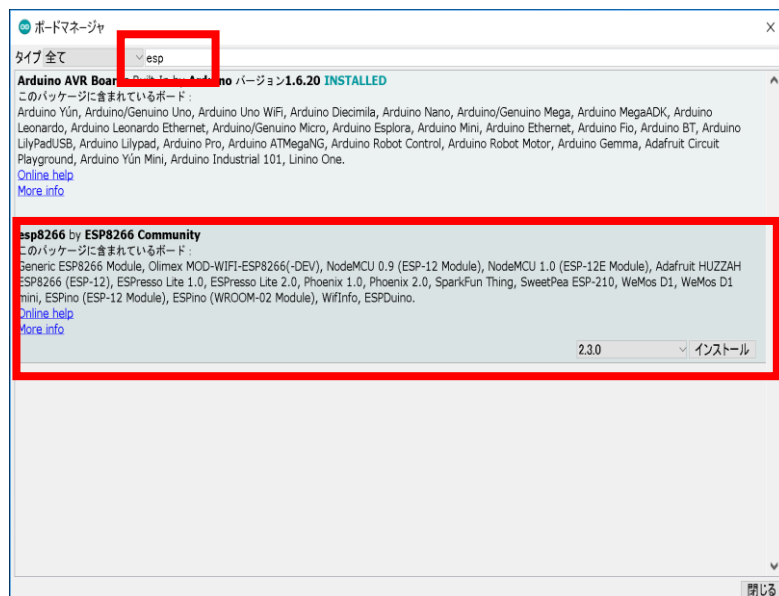 ボードマネージャ
タイプ 全て esp
Arduino AVR Boards Built-In by Arduino バージョン1.6.20 INSTALLED
このパッケージに含まれているボード:
Arduino Yún, Arduino/Genuino Uno, Arduino Uno WiFi, Arduino Diecimila, Arduino Nano, Arduino/Genuino Mega, Arduino MegaADK, Arduino
Leonardo, Arduino Leonardo Ethernet, Arduino/Genuino Micro, Arduino Esplora, Arduino Mini, Arduino Ethernet, Arduino Fio, Arduino BT, Arduino
LilyPadUSB, Arduino Lilypad, Arduino Pro, Arduino ATMegaNG, Arduino Robot Control, Arduino Robot Motor, Arduino Gemma, Adafruit Circuit
Playground, Arduino Yún Mini, Arduino Industrial 101, Linino One.
Online help
More info
esp8266 by ESP8266 Community
このパッケージに含まれているボード:
Generic ESP8266 Module, Olimex MOD-WIFI-ESP8266(-DEV), NodeMCU 0.9 (ESP-12 Module), NodeMCU 1.0 (ESP-12E Module), Adafruit HUZZAH
ESP8266 (ESP-12), ESPresso Lite 1.0, ESPresso Lite 2.0, Phoenix 1.0, Phoenix 2.0, SparkFun Thing, SweetPea ESP-210, WeMos D1, WeMos D1
mini, ESPino (ESP-12 Module), ESPino (WROOM-02 Module), WifInfo, ESPDuino.
Online help
More info
2.3.0 インストール
閉じる